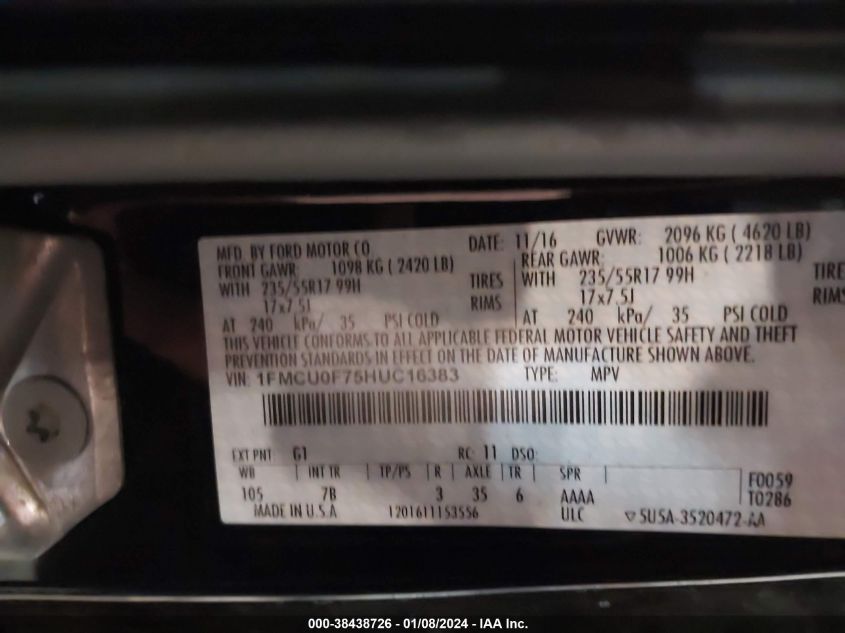 MFD. BY FORD MOTOR CO. DATE: 11/16 GVWR: 2096 KG ( 4620 LB)
FRONT GAWR: 1098 KG ( 2420 LB) REAR GAWR: 1006 KG ( 2218 LB)
WITH 235/55R17 99H TIRES WITH 235/55R17 99H TIRE
17x7.5J RIMS 17x7.5J RIMS
AT 240 kPa/ 35 PSI COLD AT 240 kPa/ 35 PSI COLD
THIS VEHICLE CONFORMS TO ALL APPLICABLE FEDERAL MOTOR VEHICLE SAFETY AND THEFT
PREVENTION STANDARDS IN EFFECT ON THE DATE OF MANUFACTURE SHOWN ABOVE.
VIN: 1FMCU0F75HUC16383 TYPE: MPV
EXT PNT: G1 RC: 11 DSO:
WB INT TR TP/PS R AXLE TR SPR F0059
105 7B 3 35 6 AAAA T0286
MADE IN U.S.A 1201611153556 ULC ▽5U5A-3520472-AA
000-38438726 - 01/08/2024 - IAA Inc.